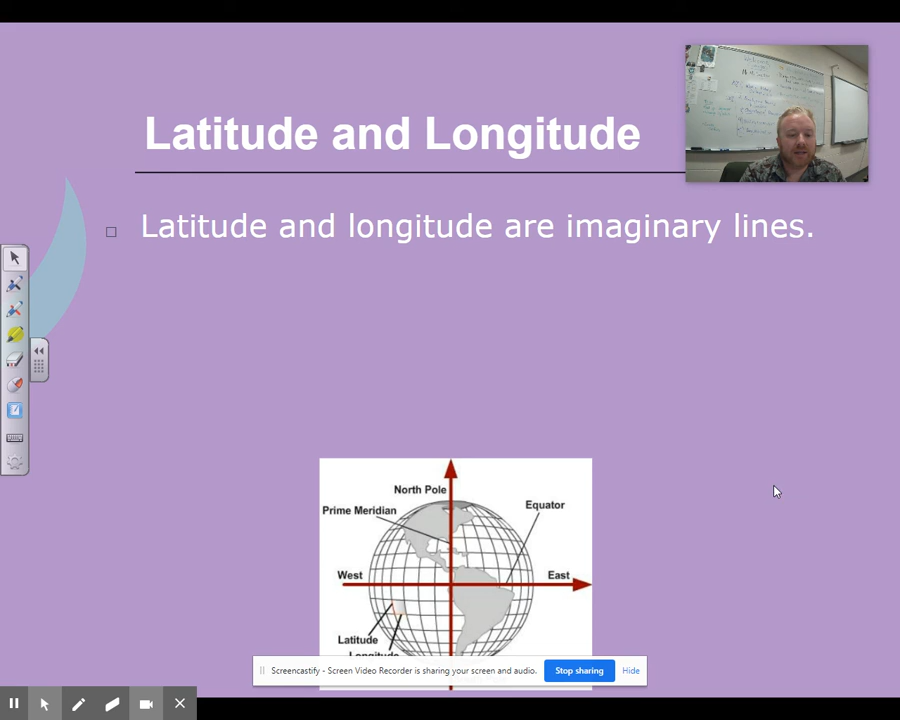 Latitude and Longitude
□ Latitude and longitude are imaginary lines.
North Pole
Prime Meridian
Equator
West
East
Latitude
Longitude
Screencastify - Screen Video Recorder is sharing your screen and audio.
Stop sharing
Hide